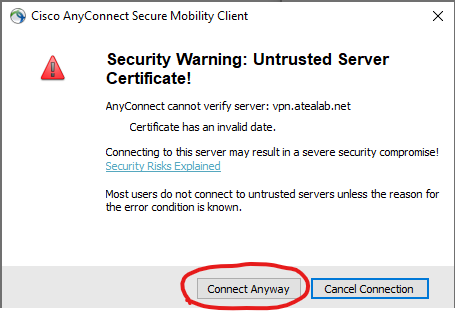 Cisco AnyConnect Secure Mobility Client
Security Warning: Untrusted Server
Certificate!
AnyConnect cannot verify server: vpn.atealab.net
Certificate has an invalid date.
Connecting to this server may result in a severe security compromise!
Security Risks Explained
Most users do not connect to untrusted servers unless the reason for
the error condition is known.
Connect Anyway
Cancel Connection